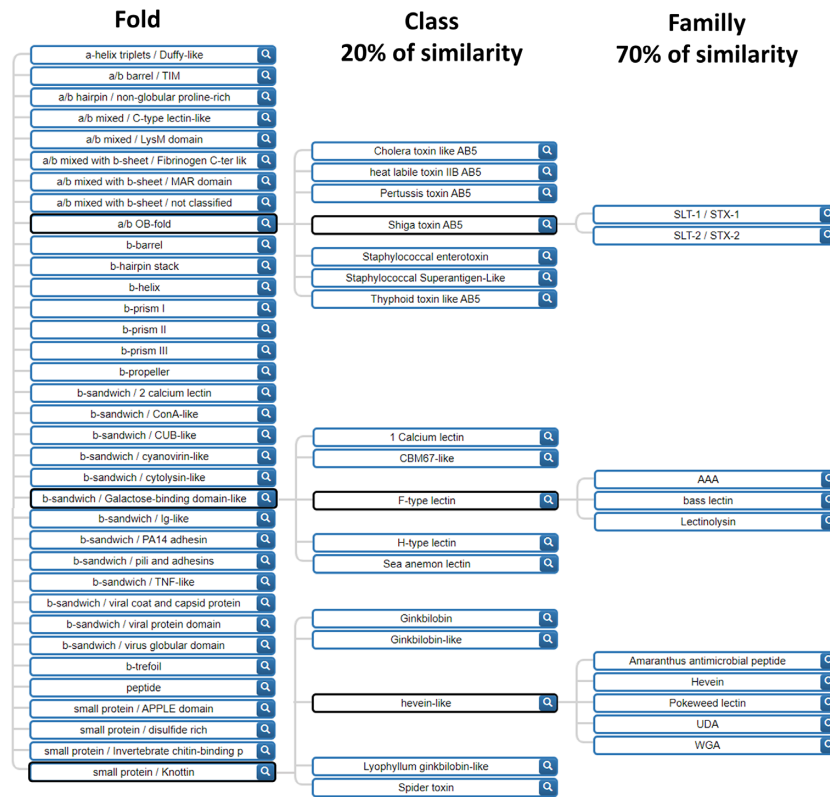 Fold
Class
20% of similarity
Familly
70% of similarity
a-helix triplets / Duffy-like
a/b barrel / TIM
a/b hairpin / non-globular proline-rich
a/b mixed / C-type lectin-like
a/b mixed / LysM domain
a/b mixed with b-sheet / Fibrinogen C-ter lik
a/b mixed with b-sheet / MAR domain
a/b mixed with b-sheet / not classified
a/b OB-fold
b-barrel
b-hairpin stack
b-helix
b-prism I
b-prism II
b-prism III
b-propeller
b-sandwich / 2 calcium lectin
b-sandwich / ConA-like
b-sandwich / CUB-like
b-sandwich / cyanovirin-like
b-sandwich / cytolysin-like
b-sandwich / Galactose-binding domain-like
b-sandwich / Ig-like
b-sandwich / PA14 adhesin
b-sandwich / pili and adhesins
b-sandwich / TNF-like
b-sandwich / viral coat and capsid protein
b-sandwich / viral protein domain
b-sandwich / virus globular domain
b-trefoil
peptide
small protein / APPLE domain
small protein / disulfide rich
small protein / Invertebrate chitin-binding p
small protein / Knottin
Cholera toxin like AB5
heat labile toxin IIB AB5
Pertussis toxin AB5
Shiga toxin AB5
Staphylococcal enterotoxin
Staphylococcal Superantigen-Like
Thyphoid toxin like AB5
1 Calcium lectin
CBM67-like
F-type lectin
H-type lectin
Sea anemon lectin
Ginkbilobin
Ginkbilobin-like
hevein-like
Lyophyllum ginkbilobin-like
Spider toxin
SLT-1 / STX-1
SLT-2 / STX-2
AAA
bass lectin
Lectinolysin
Amaranthus antimicrobial peptide
Hevein
Pokeweed lectin
UDA
WGA